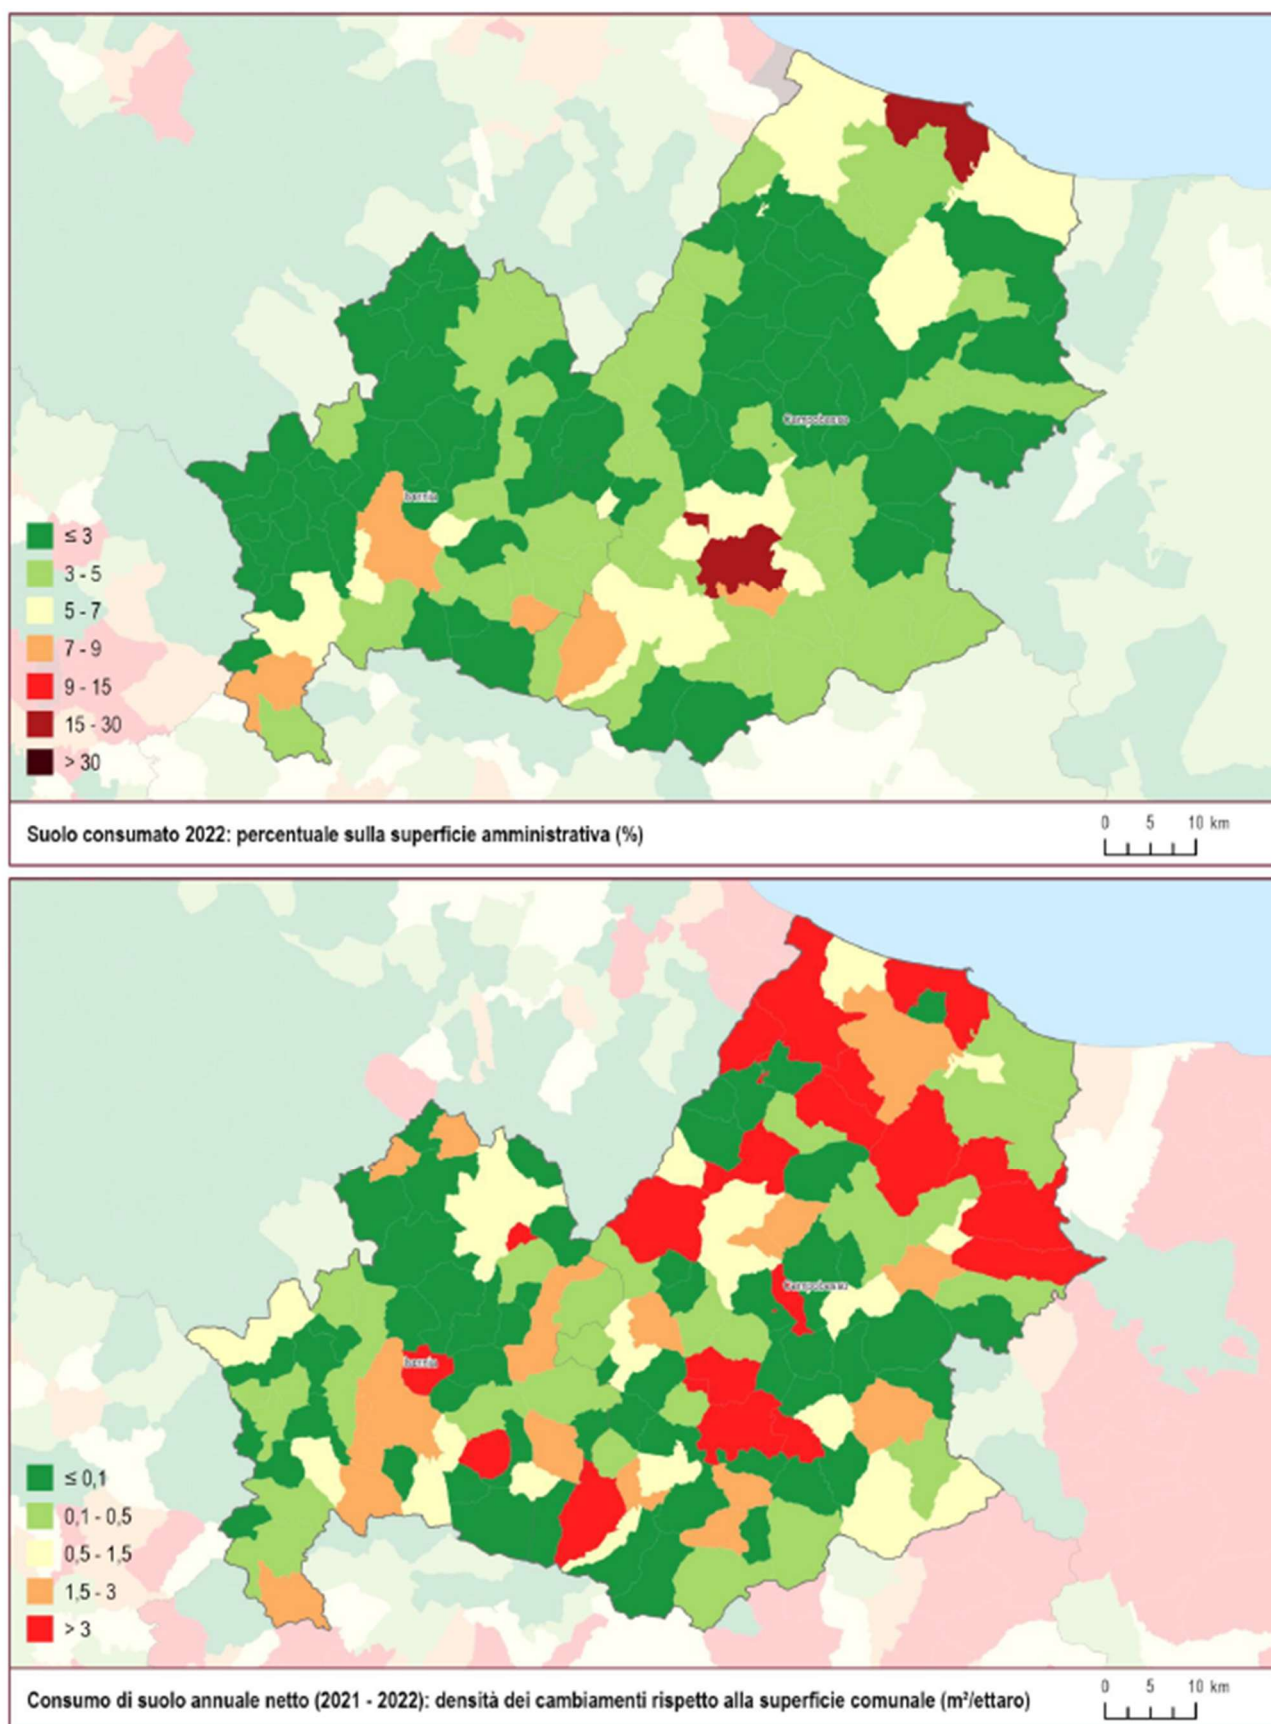 Campobasso
Isernia
≤ 3
3 - 5
5 - 7
7 - 9
9 - 15
15 - 30
> 30
Suolo consumato 2022: percentuale sulla superficie amministrativa (%)
0 5 10 km
Campobasso
Isernia
≤ 0,1
0,1 - 0,5
0,5 - 1,5
1,5 - 3
> 3
Consumo di suolo annuale netto (2021 - 2022): densità dei cambiamenti rispetto alla superficie comunale (m²/ettaro)
0 5 10 km